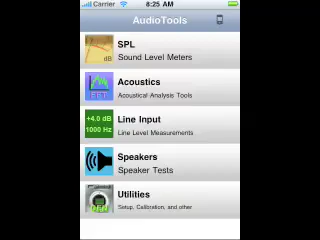 Carrier 8:25 AM
AudioTools
dB
SPL
Sound Level Meters
Acoustics
Acoustical Analysis Tools
+4.0 dB
1000 Hz
Line Input
Line Level Measurements
Speakers
Speaker Tests
Utilities
Setup, Calibration, and other